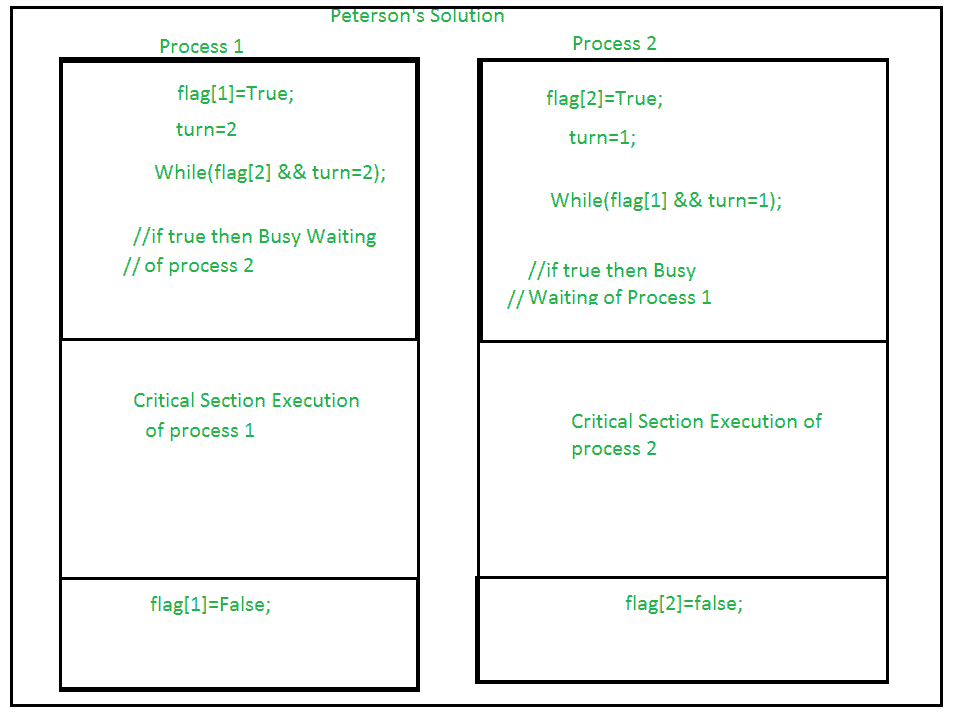 Peterson's Solution
Process 1
flag[1]=True;
turn=2
While(flag[2] && turn=2);
//if true then Busy Waiting
// of process 2
Critical Section Execution
of process 1
flag[1]=False;
Process 2
flag[2]=True;
turn=1;
While(flag[1] && turn=1);
//if true then Busy
// Waiting of Process 1
Critical Section Execution of
process 2
flag[2]=false;